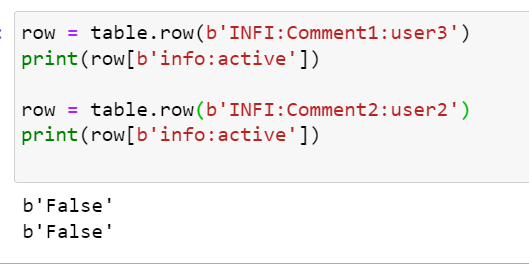 row = table.row(b'INFI:Comment1:user3')
print(row[b'info:active'])
row = table.row(b'INFI:Comment2:user2')
print(row[b'info:active'])
b'False'
b'False'